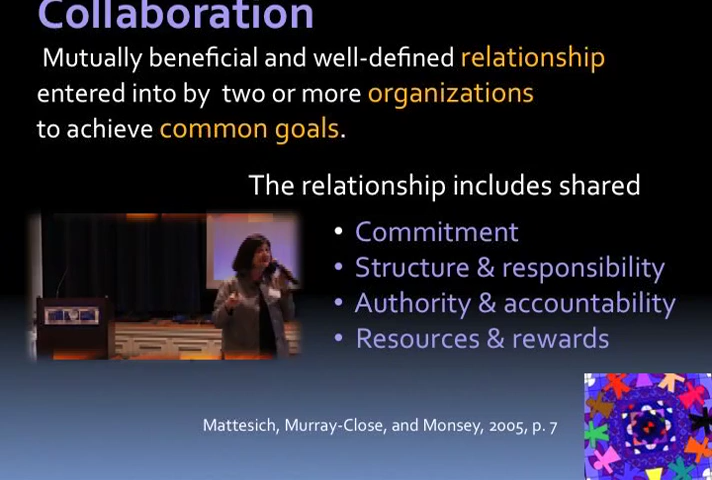 Collaboration
Mutually beneficial and well-defined relationship
entered into by two or more organizations
to achieve common goals.
The relationship includes shared
• Commitment
• Structure & responsibility
• Authority & accountability
• Resources & rewards
Mattesich, Murray-Close, and Monsey, 2005, p. 7